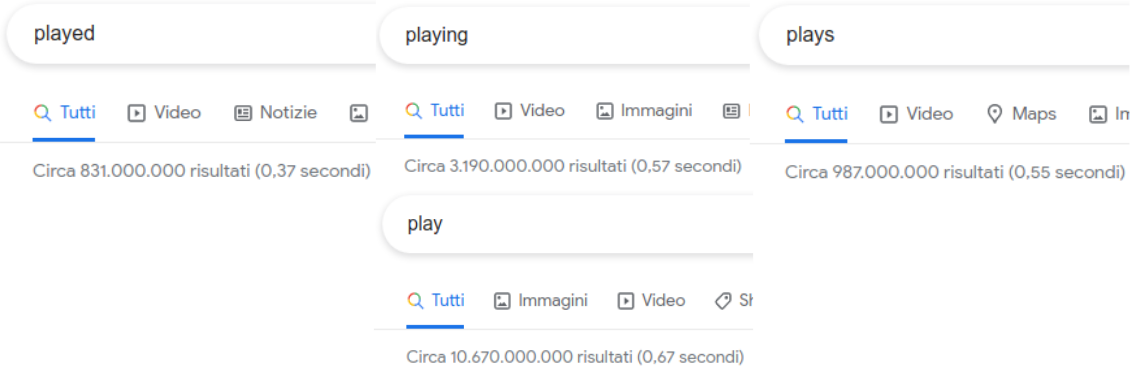 played
Tutti Video Notizie
Circa 831.000.000 risultati (0,37 secondi)
playing
Tutti Video Immagini
Circa 3.190.000.000 risultati (0,57 secondi)
plays
Tutti Video Maps Im
Circa 987.000.000 risultati (0,55 secondi)
play
Tutti Immagini Video Sh
Circa 10.670.000.000 risultati (0,67 secondi)